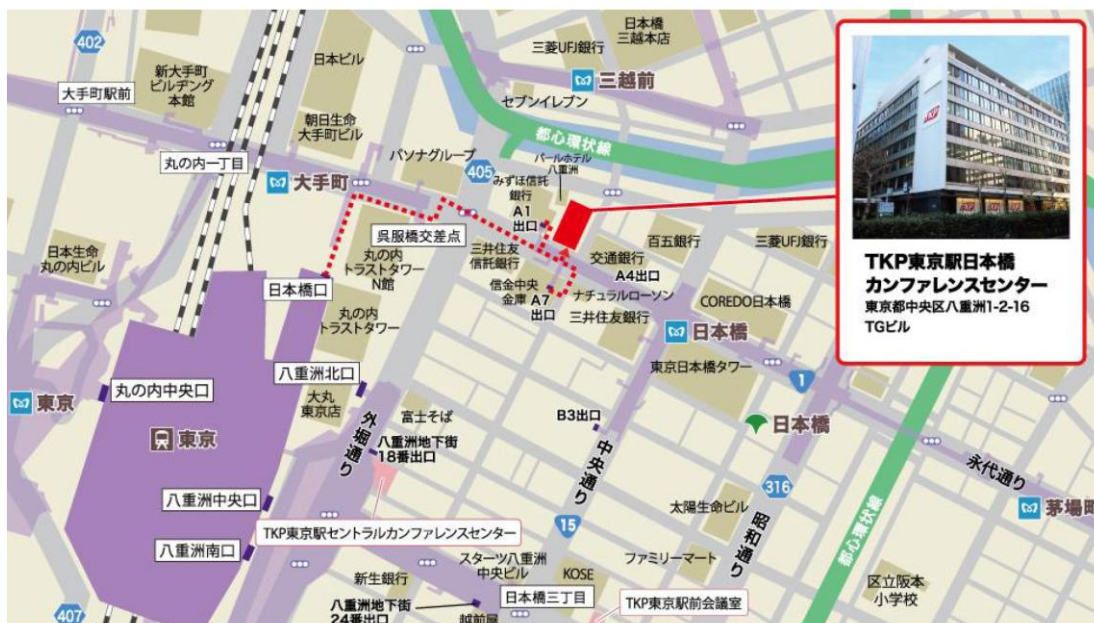 402
日本ビル
三菱UFJ銀行
日本橋
三越本店
三越前
新大手町
ビルヂング
本館
大手町駅前
セブンイレブン
朝日生命
大手町ビル
都心環状線
パソナグループ
パールホテル
八重洲
丸の内一丁目
405
みずほ信託
銀行
大手町
A1
出口
呉服橋交差点
三井住友
信託銀行
百五銀行
三菱UFJ銀行
交通銀行
A4出口
日本生命
丸の内ビル
丸の内
トラストタワー
N館
日本橋口
信金中央
金庫
A7
出口
ナチュラルローソン
COREDO日本橋
丸の内
トラストタワー
三井住友銀行
日本橋
TKP
TKP東京駅日本橋
カンファレンスセンター
東京都中央区八重洲1-2-16
TGビル
東京日本橋タワー
1
八重洲北口
丸の内中央口
東京
大丸
東京店
富士そば
B3出口
日本橋
東京
外堀通り
八重洲地下街
18番出口
中央通り
永代通り
316
八重洲中央口
太陽生命ビル
昭和通り
茅場町
TKP東京駅セントラルカンファレンスセンター
15
都心環状線
八重洲南口
スターツ八重洲
中央ビル
ファミリーマート
新生銀行
KOSE
区立阪本
小学校
日本橋三丁目
TKP東京駅前会議室
八重洲地下街
24番出口
越前屋
407